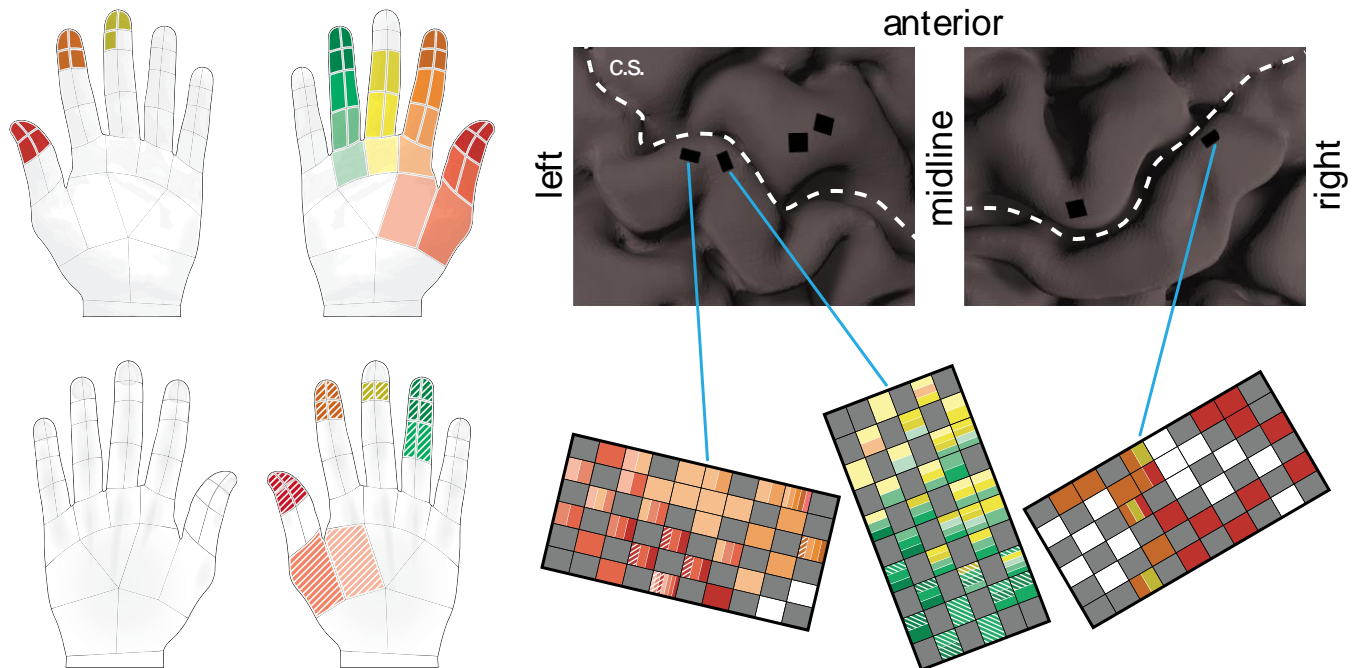 anterior
c.s.
left
midline
right